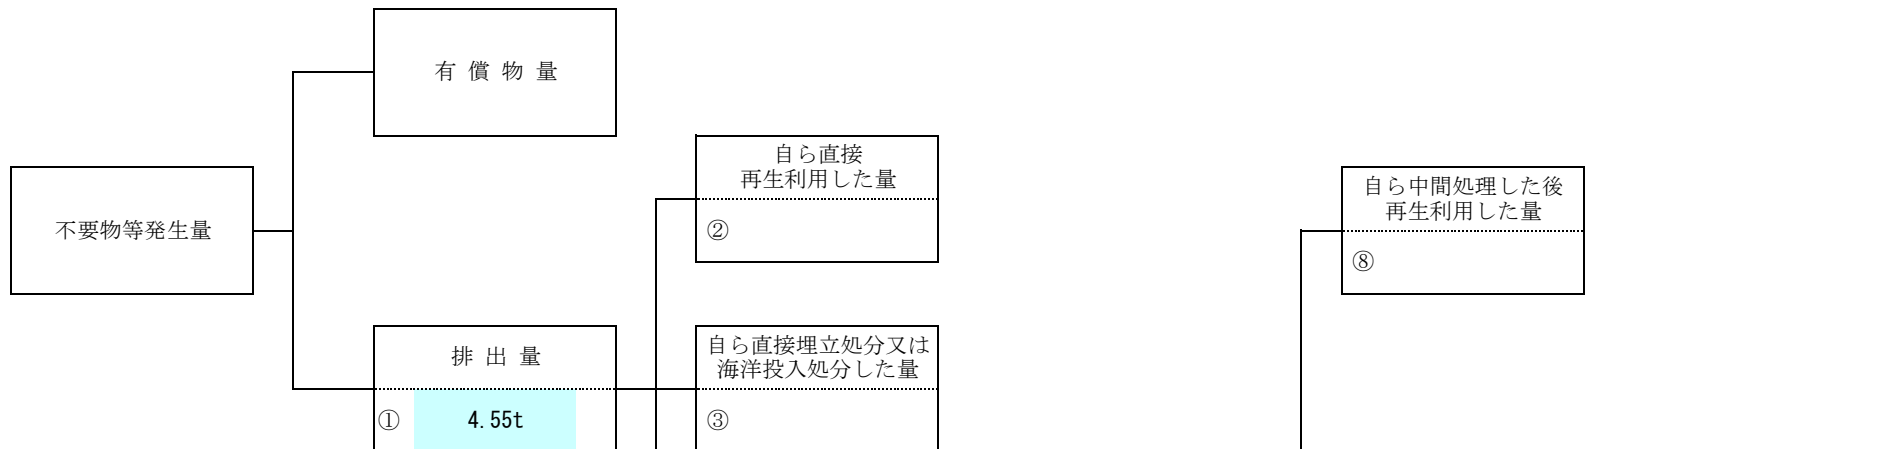 有償物量
自ら直接
再生利用した量
②
自ら中間処理した後
再生利用した量
⑧
不要物等発生量
排出量
① 4.55t
自ら直接埋立処分又は
海洋投入処分した量
③